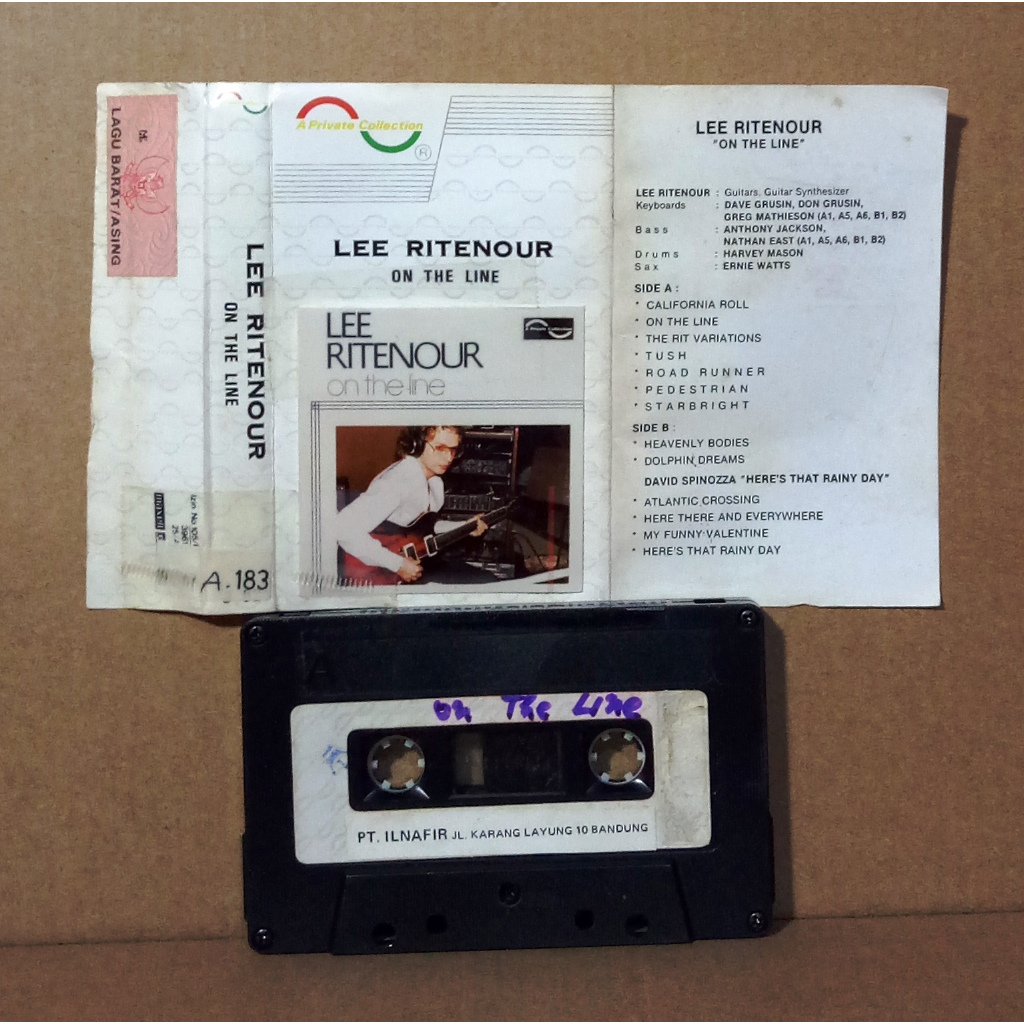 LAGU BARAT/ASING
LEE RITENOUR
ON THE LINE
maxell
A.183
A Private Collection
®
LEE RITENOUR
ON THE LINE
LEE
RITENOUR
on the line
A Private Collection
LEE RITENOUR
"ON THE LINE"
LEE RITENOUR : Guitars, Guitar Synthesizer
Keyboards : DAVE GRUSIN, DON GRUSIN,
GREG MATHIESON (A1, A5, A6, B1, B2)
Bass : ANTHONY JACKSON,
NATHAN EAST (A1, A5, A6, B1, B2)
Drums : HARVEY MASON
Sax : ERNIE WATTS
SIDE A :
* CALIFORNIA ROLL
* ON THE LINE
* THE RIT VARIATIONS
* TUSH
* ROAD RUNNER
* PEDESTRIAN
* STARBRIGHT
SIDE B :
* HEAVENLY BODIES
* DOLPHIN DREAMS
DAVID SPINOZZA "HERE'S THAT RAINY DAY"
* ATLANTIC CROSSING
* HERE THERE AND EVERYWHERE
* MY FUNNY VALENTINE
* HERE'S THAT RAINY DAY
A
On The Line
PT. ILNAFIR JL. KARANG LAYUNG 10 BANDUNG